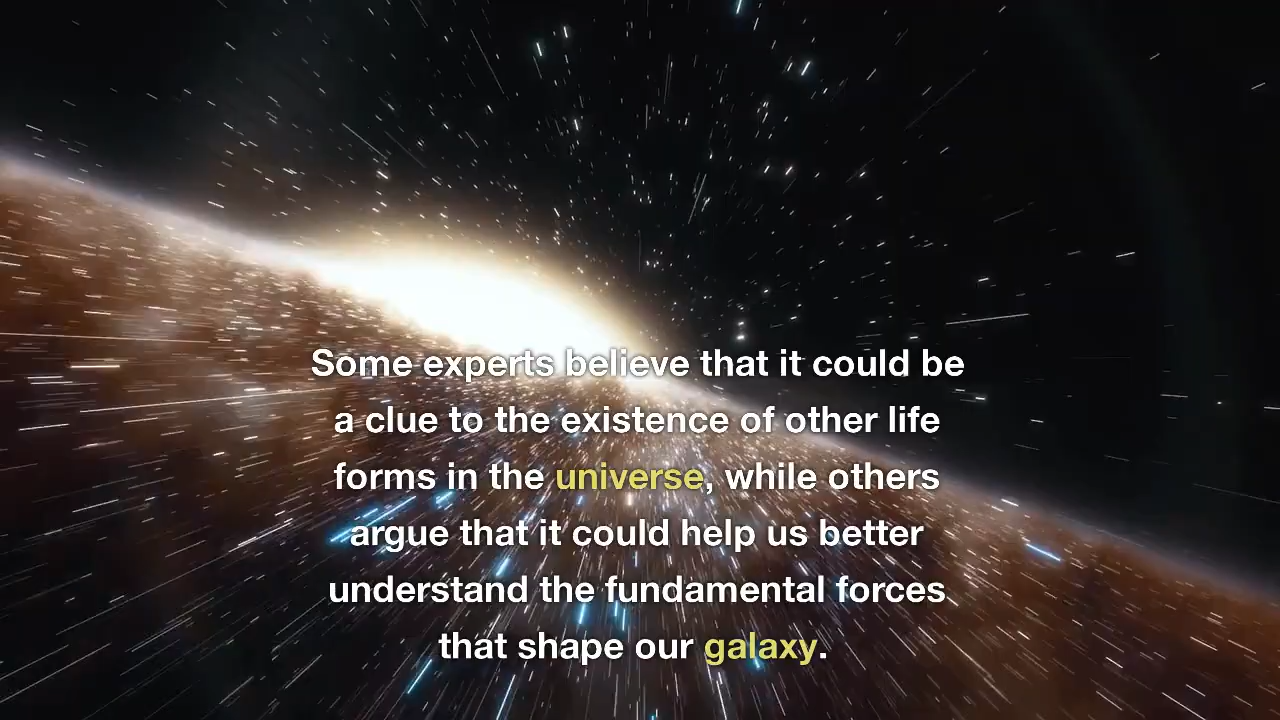 Some experts believe that it could be
a clue to the existence of other life
forms in the universe, while others
argue that it could help us better
understand the fundamental forces
that shape our galaxy.